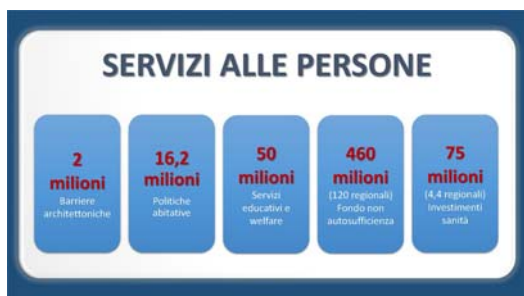 SERVIZI ALLE PERSONE
2
milioni
Barriere
architettoniche
16,2
milioni
Politiche
abitative
50
milioni
Servizi
educativi e
welfare
460
milioni
(120 regionali)
Fondo non
autosufficienza
75
milioni
(4,4 regionali)
Investimenti
sanità